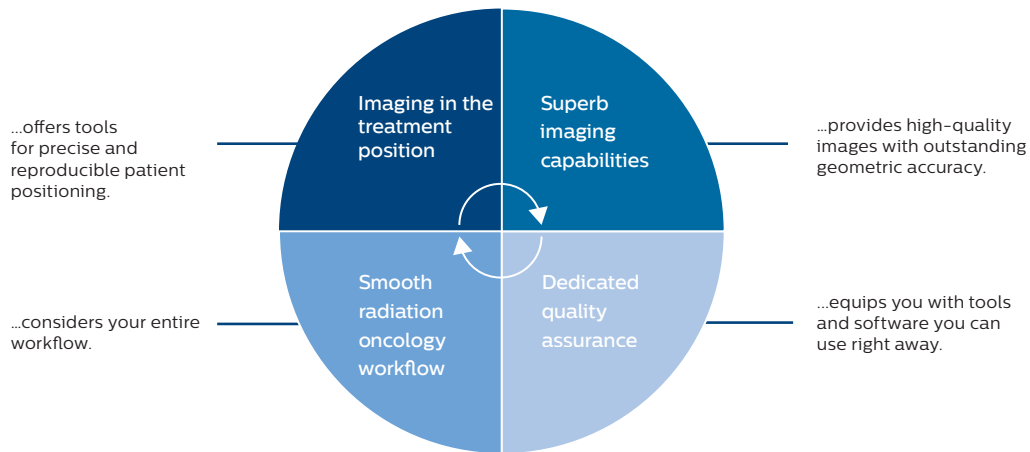 Imaging in the
treatment
position
Superb
imaging
capabilities
...offers tools
for precise and
reproducible patient
positioning.
...provides high-quality
images with outstanding
geometric accuracy.
Smooth
radiation
oncology
workflow
Dedicated
quality
assurance
...considers your entire
workflow.
...equips you with tools
and software you can
use right away.